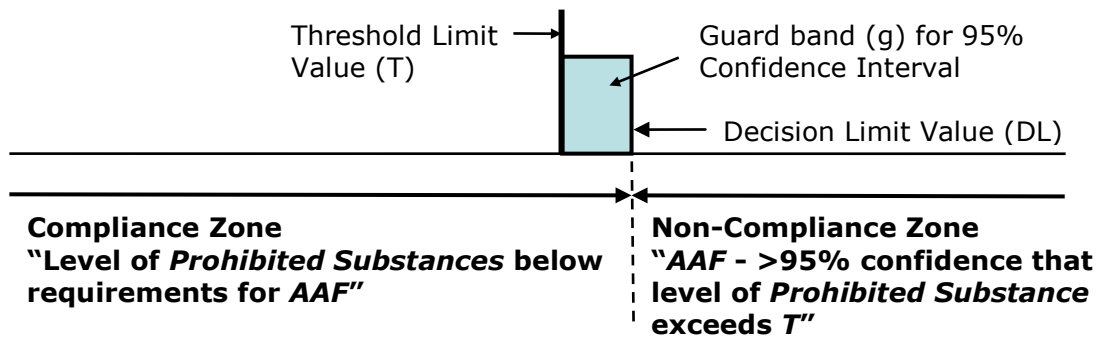 Threshold Limit
Value (T)
Guard band (g) for 95%
Confidence Interval
Decision Limit Value (DL)
Compliance Zone
“Level of Prohibited Substances below
requirements for AAF”
Non-Compliance Zone
“AAF - >95% confidence that
level of Prohibited Substance
exceeds T”